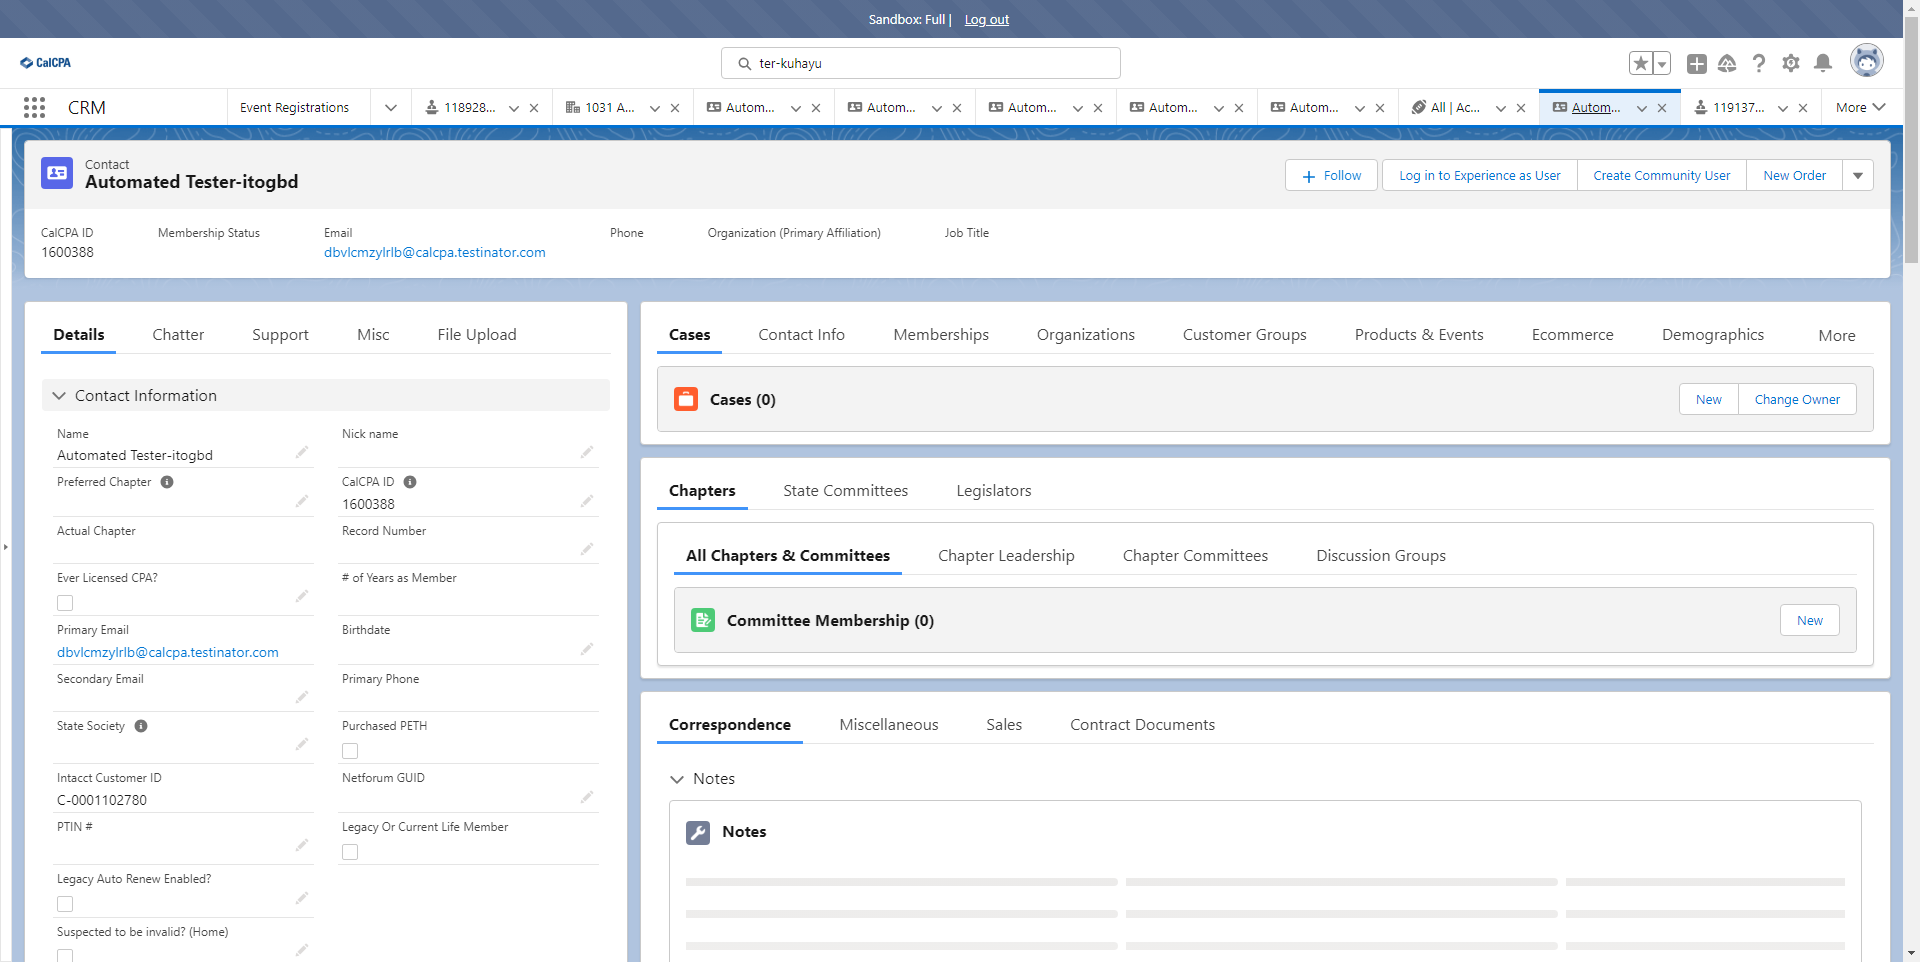 Sandbox: Full | Log out
CalCPA
ter-kuhayu
CRM
Event Registrations
118928...
1031 A...
Autom...
Autom...
Autom...
Autom...
Autom...
All | Ac...
Autom...
119137...
More
Contact
Automated Tester-itogbd
Follow
Log in to Experience as User
Create Community User
New Order
CalCPA ID
1600388
Membership Status
Email
dbvlcmzylrlb@calcpa.testinator.com
Phone
Organization (Primary Affiliation)
Job Title
Details
Chatter
Support
Misc
File Upload
Contact Information
Name
Automated Tester-itogbd
Nick name
Preferred Chapter
CalCPA ID
1600388
Actual Chapter
Record Number
Ever Licensed CPA?
# of Years as Member
Primary Email
dbvlcmzylrlb@calcpa.testinator.com
Birthdate
Secondary Email
Primary Phone
State Society
Purchased PETH
Intacct Customer ID
C-0001102780
Netforum GUID
PTIN #
Legacy Or Current Life Member
Legacy Auto Renew Enabled?
Suspected to be invalid? (Home)
Cases
Contact Info
Memberships
Organizations
Customer Groups
Products & Events
Ecommerce
Demographics
More
Cases (0)
New
Change Owner
Chapters
State Committees
Legislators
All Chapters & Committees
Chapter Leadership
Chapter Committees
Discussion Groups
Committee Membership (0)
New
Correspondence
Miscellaneous
Sales
Contract Documents
Notes
Notes